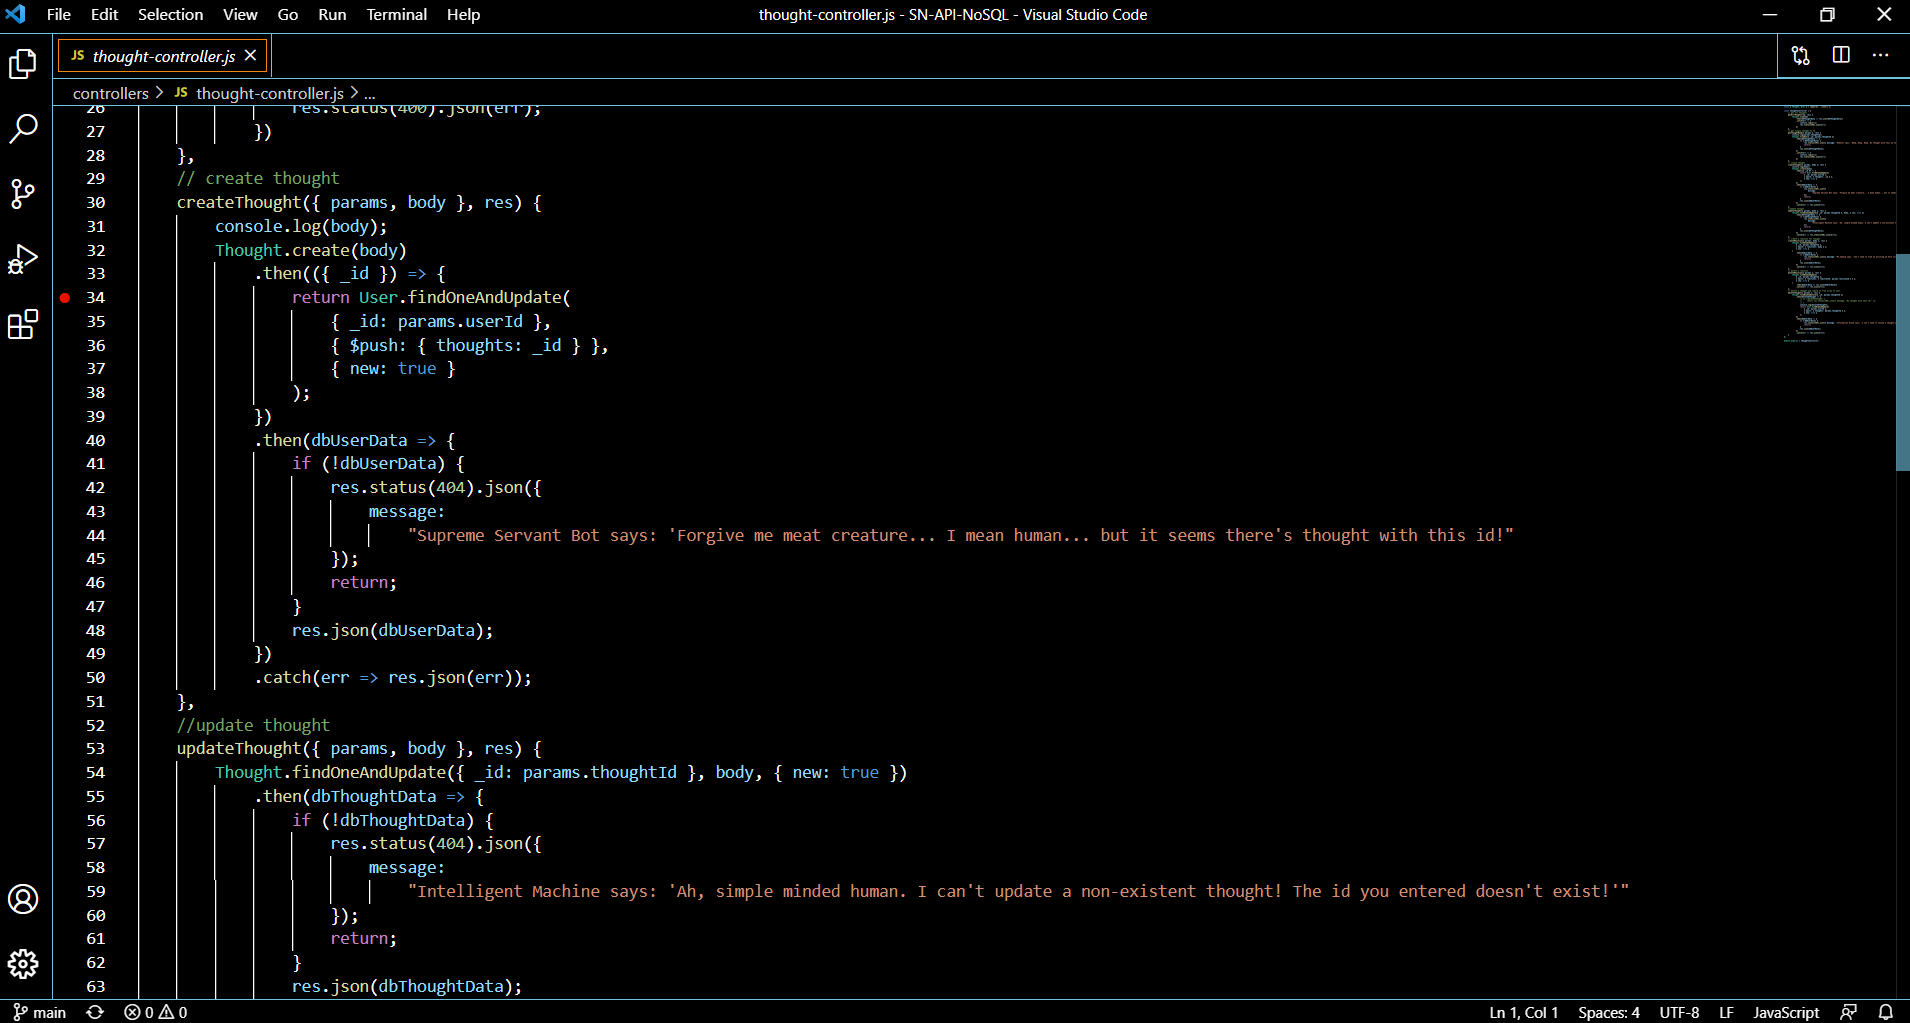 File Edit Selection View Go Run Terminal Help
thought-controller.js - SN-API-NoSQL - Visual Studio Code
JS thought-controller.js
controllers > JS thought-controller.js > ...
26 res.status(400).json(err);
27 })
28 },
29 // create thought
30 createThought({ params, body }, res) {
31 console.log(body);
32 Thought.create(body)
33 .then(({ _id }) => {
34 return User.findOneAndUpdate(
35 { _id: params.userId },
36 { $push: { thoughts: _id } },
37 { new: true }
38 );
39 })
40 .then(dbUserData => {
41 if (!dbUserData) {
42 res.status(404).json({
43 message:
44 "Supreme Servant Bot says: 'Forgive me meat creature... I mean human... but it seems there's thought with this id!"
45 });
46 return;
47 }
48 res.json(dbUserData);
49 })
50 .catch(err => res.json(err));
51 },
52 //update thought
53 updateThought({ params, body }, res) {
54 Thought.findOneAndUpdate({ _id: params.thoughtId }, body, { new: true })
55 .then(dbThoughtData => {
56 if (!dbThoughtData) {
57 res.status(404).json({
58 message:
59 "Intelligent Machine says: 'Ah, simple minded human. I can't update a non-existent thought! The id you entered doesn't exist!'"
60 });
61 return;
62 }
63 res.json(dbThoughtData);
main 0 0 Ln 1, Col 1 Spaces: 4 UTF-8 LF JavaScript